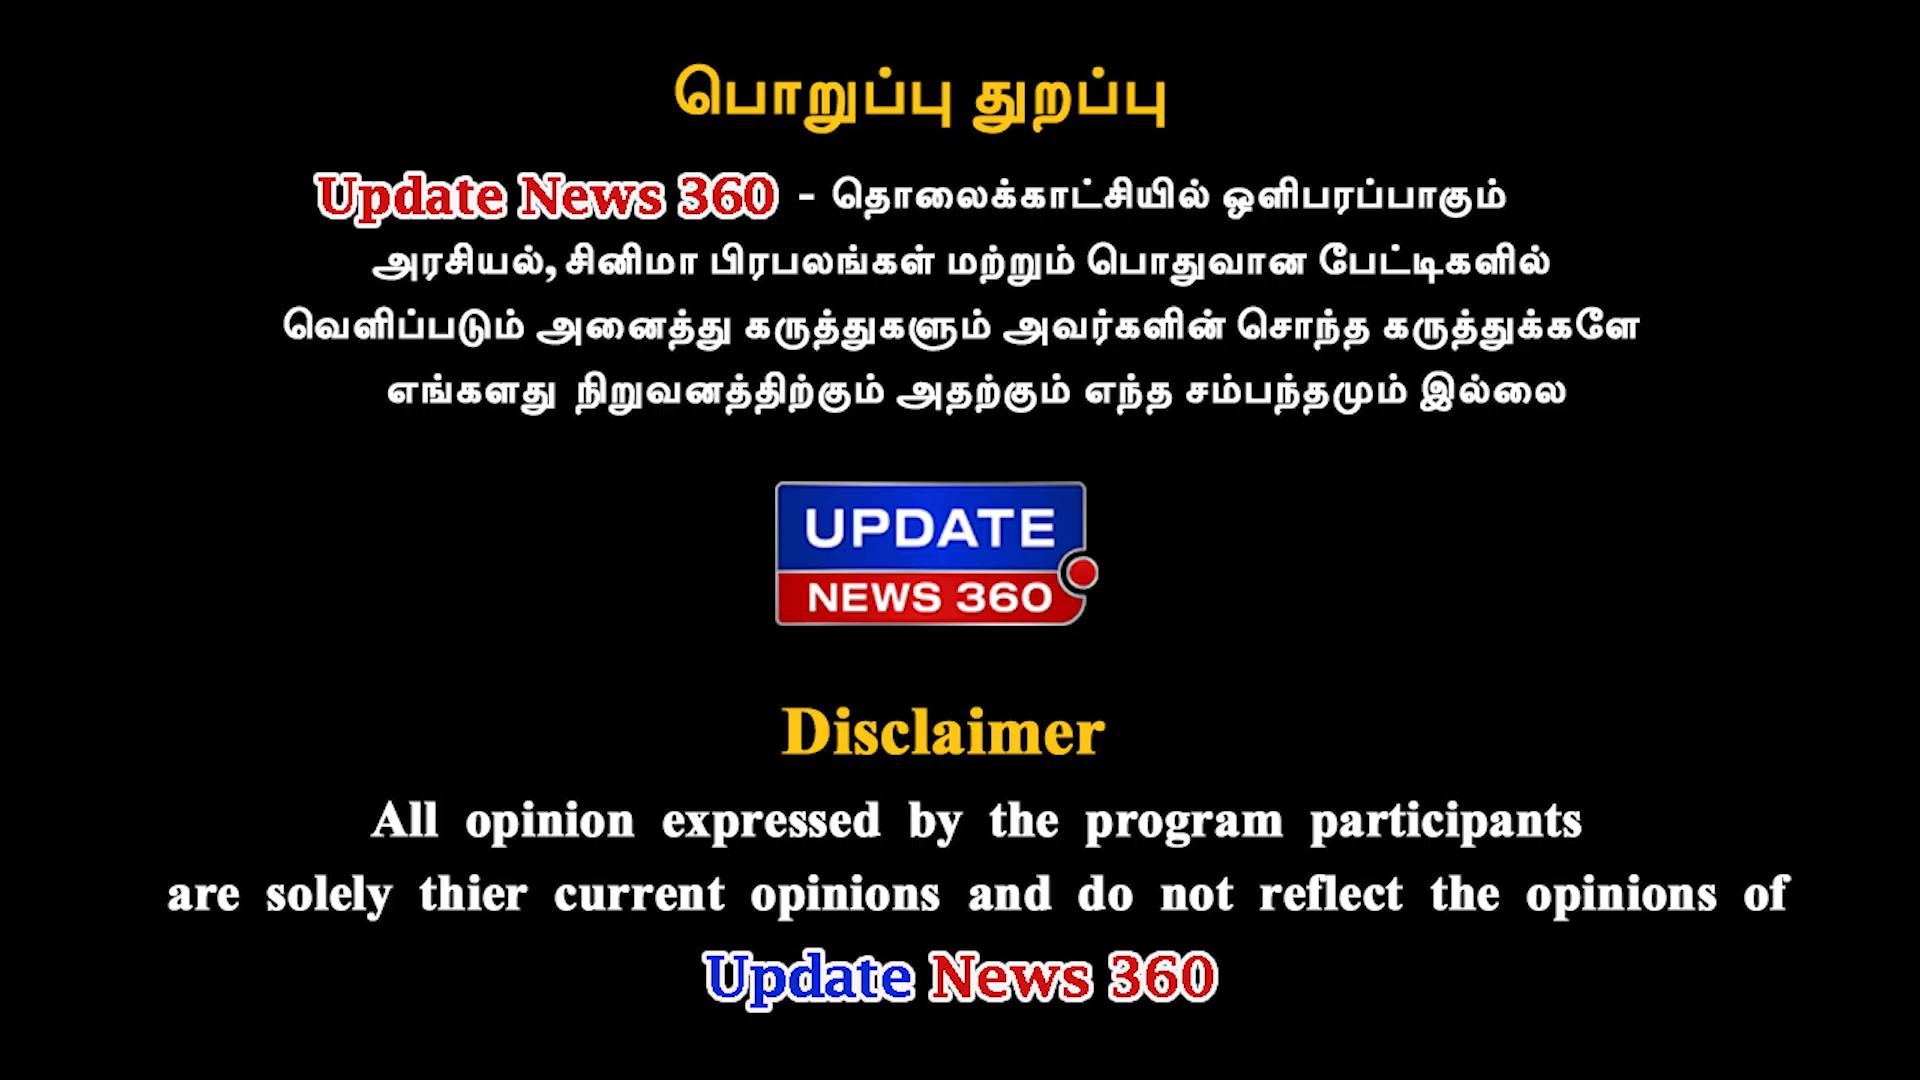 பொறுப்பு துறப்பு
Update News 360 - தொலைக்காட்சியில் ஒளிபரப்பாகும்
அரசியல், சினிமா பிரபலங்கள் மற்றும் பொதுவான பேட்டிகளில்
வெளிப்படும் அனைத்து கருத்துகளும் அவர்களின் சொந்த கருத்துக்களே
எங்களது நிறுவனத்திற்கும் அதற்கும் எந்த சம்பந்தமும் இல்லை
UPDATE
NEWS 360
Disclaimer
All opinion expressed by the program participants
are solely thier current opinions and do not reflect the opinions of
Update News 360